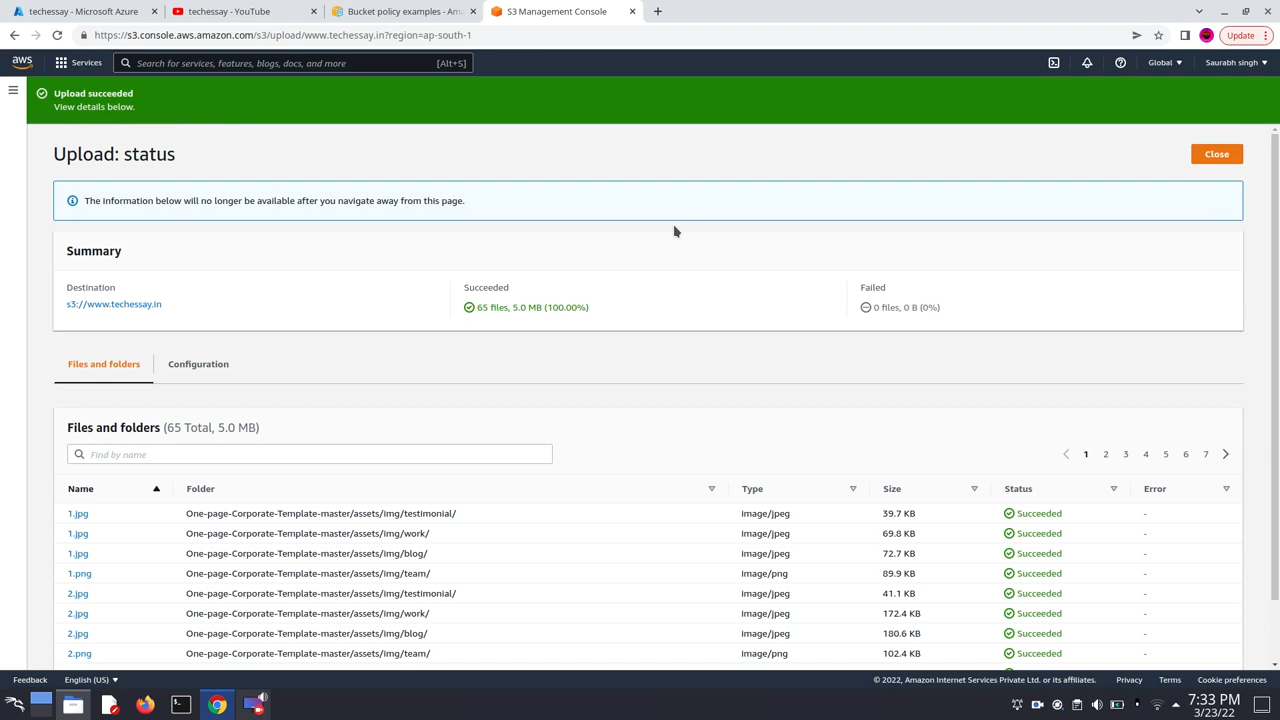 techessay - Microsoft Azure
techessay - YouTube
Bucket policy examples - Ama
S3 Management Console
https://s3.console.aws.amazon.com/s3/upload/www.techessay.in?region=ap-south-1
Update
aws
Services
Search for services, features, blogs, docs, and more
[Alt+S]
Global
Saurabh singh
Upload succeeded
View details below.
Upload: status
Close
The information below will no longer be available after you navigate away from this page.
Summary
Destination
s3://www.techessay.in
Succeeded
65 files, 5.0 MB (100.00%)
Failed
0 files, 0 B (0%)
Files and folders
Configuration
Files and folders (65 Total, 5.0 MB)
Find by name
1 2 3 4 5 6 7
Name Folder Type Size Status Error
1.jpg One-page-Corporate-Template-master/assets/img/testimonial/ image/jpeg 39.7 KB Succeeded -
1.jpg One-page-Corporate-Template-master/assets/img/work/ image/jpeg 69.8 KB Succeeded -
1.jpg One-page-Corporate-Template-master/assets/img/blog/ image/jpeg 72.7 KB Succeeded -
1.png One-page-Corporate-Template-master/assets/img/team/ image/png 89.9 KB Succeeded -
2.jpg One-page-Corporate-Template-master/assets/img/testimonial/ image/jpeg 41.1 KB Succeeded -
2.jpg One-page-Corporate-Template-master/assets/img/work/ image/jpeg 172.4 KB Succeeded -
2.jpg One-page-Corporate-Template-master/assets/img/blog/ image/jpeg 180.6 KB Succeeded -
2.png One-page-Corporate-Template-master/assets/img/team/ image/png 102.4 KB Succeeded -
Feedback
English (US)
© 2022, Amazon Internet Services Private Ltd. or its affiliates.
Privacy
Terms
Cookie preferences
7:33 PM
3/23/22